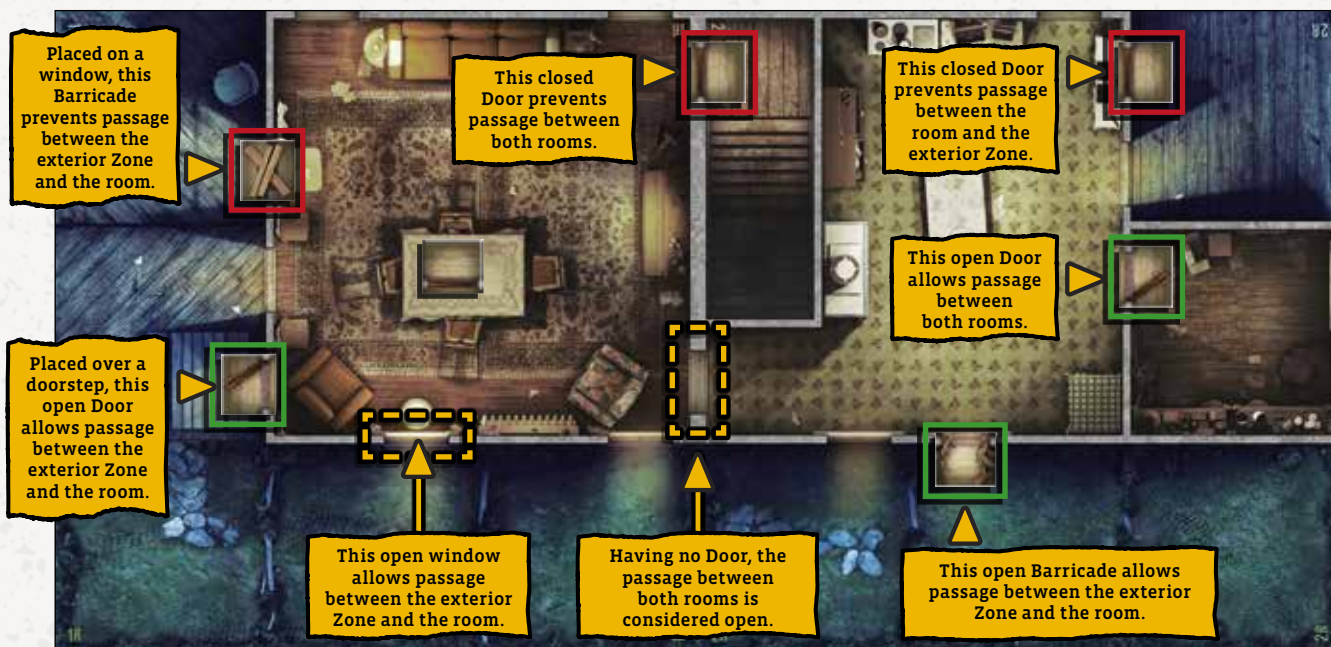 Placed on a
window, this
Barricade
prevents passage
between the
exterior Zone
and the room.
This closed
Door prevents
passage between
both rooms.
This closed Door
prevents passage
between the
room and the
exterior Zone.
This open Door
allows passage
between
both rooms.
Placed over a
doorstep, this
open Door
allows passage
between the
exterior Zone
and the room.
This open window
allows passage
between the exterior
Zone and the room.
Having no Door, the
passage between
both rooms is
considered open.
This open Barricade allows
passage between the exterior
Zone and the room.
1R
2R
2R